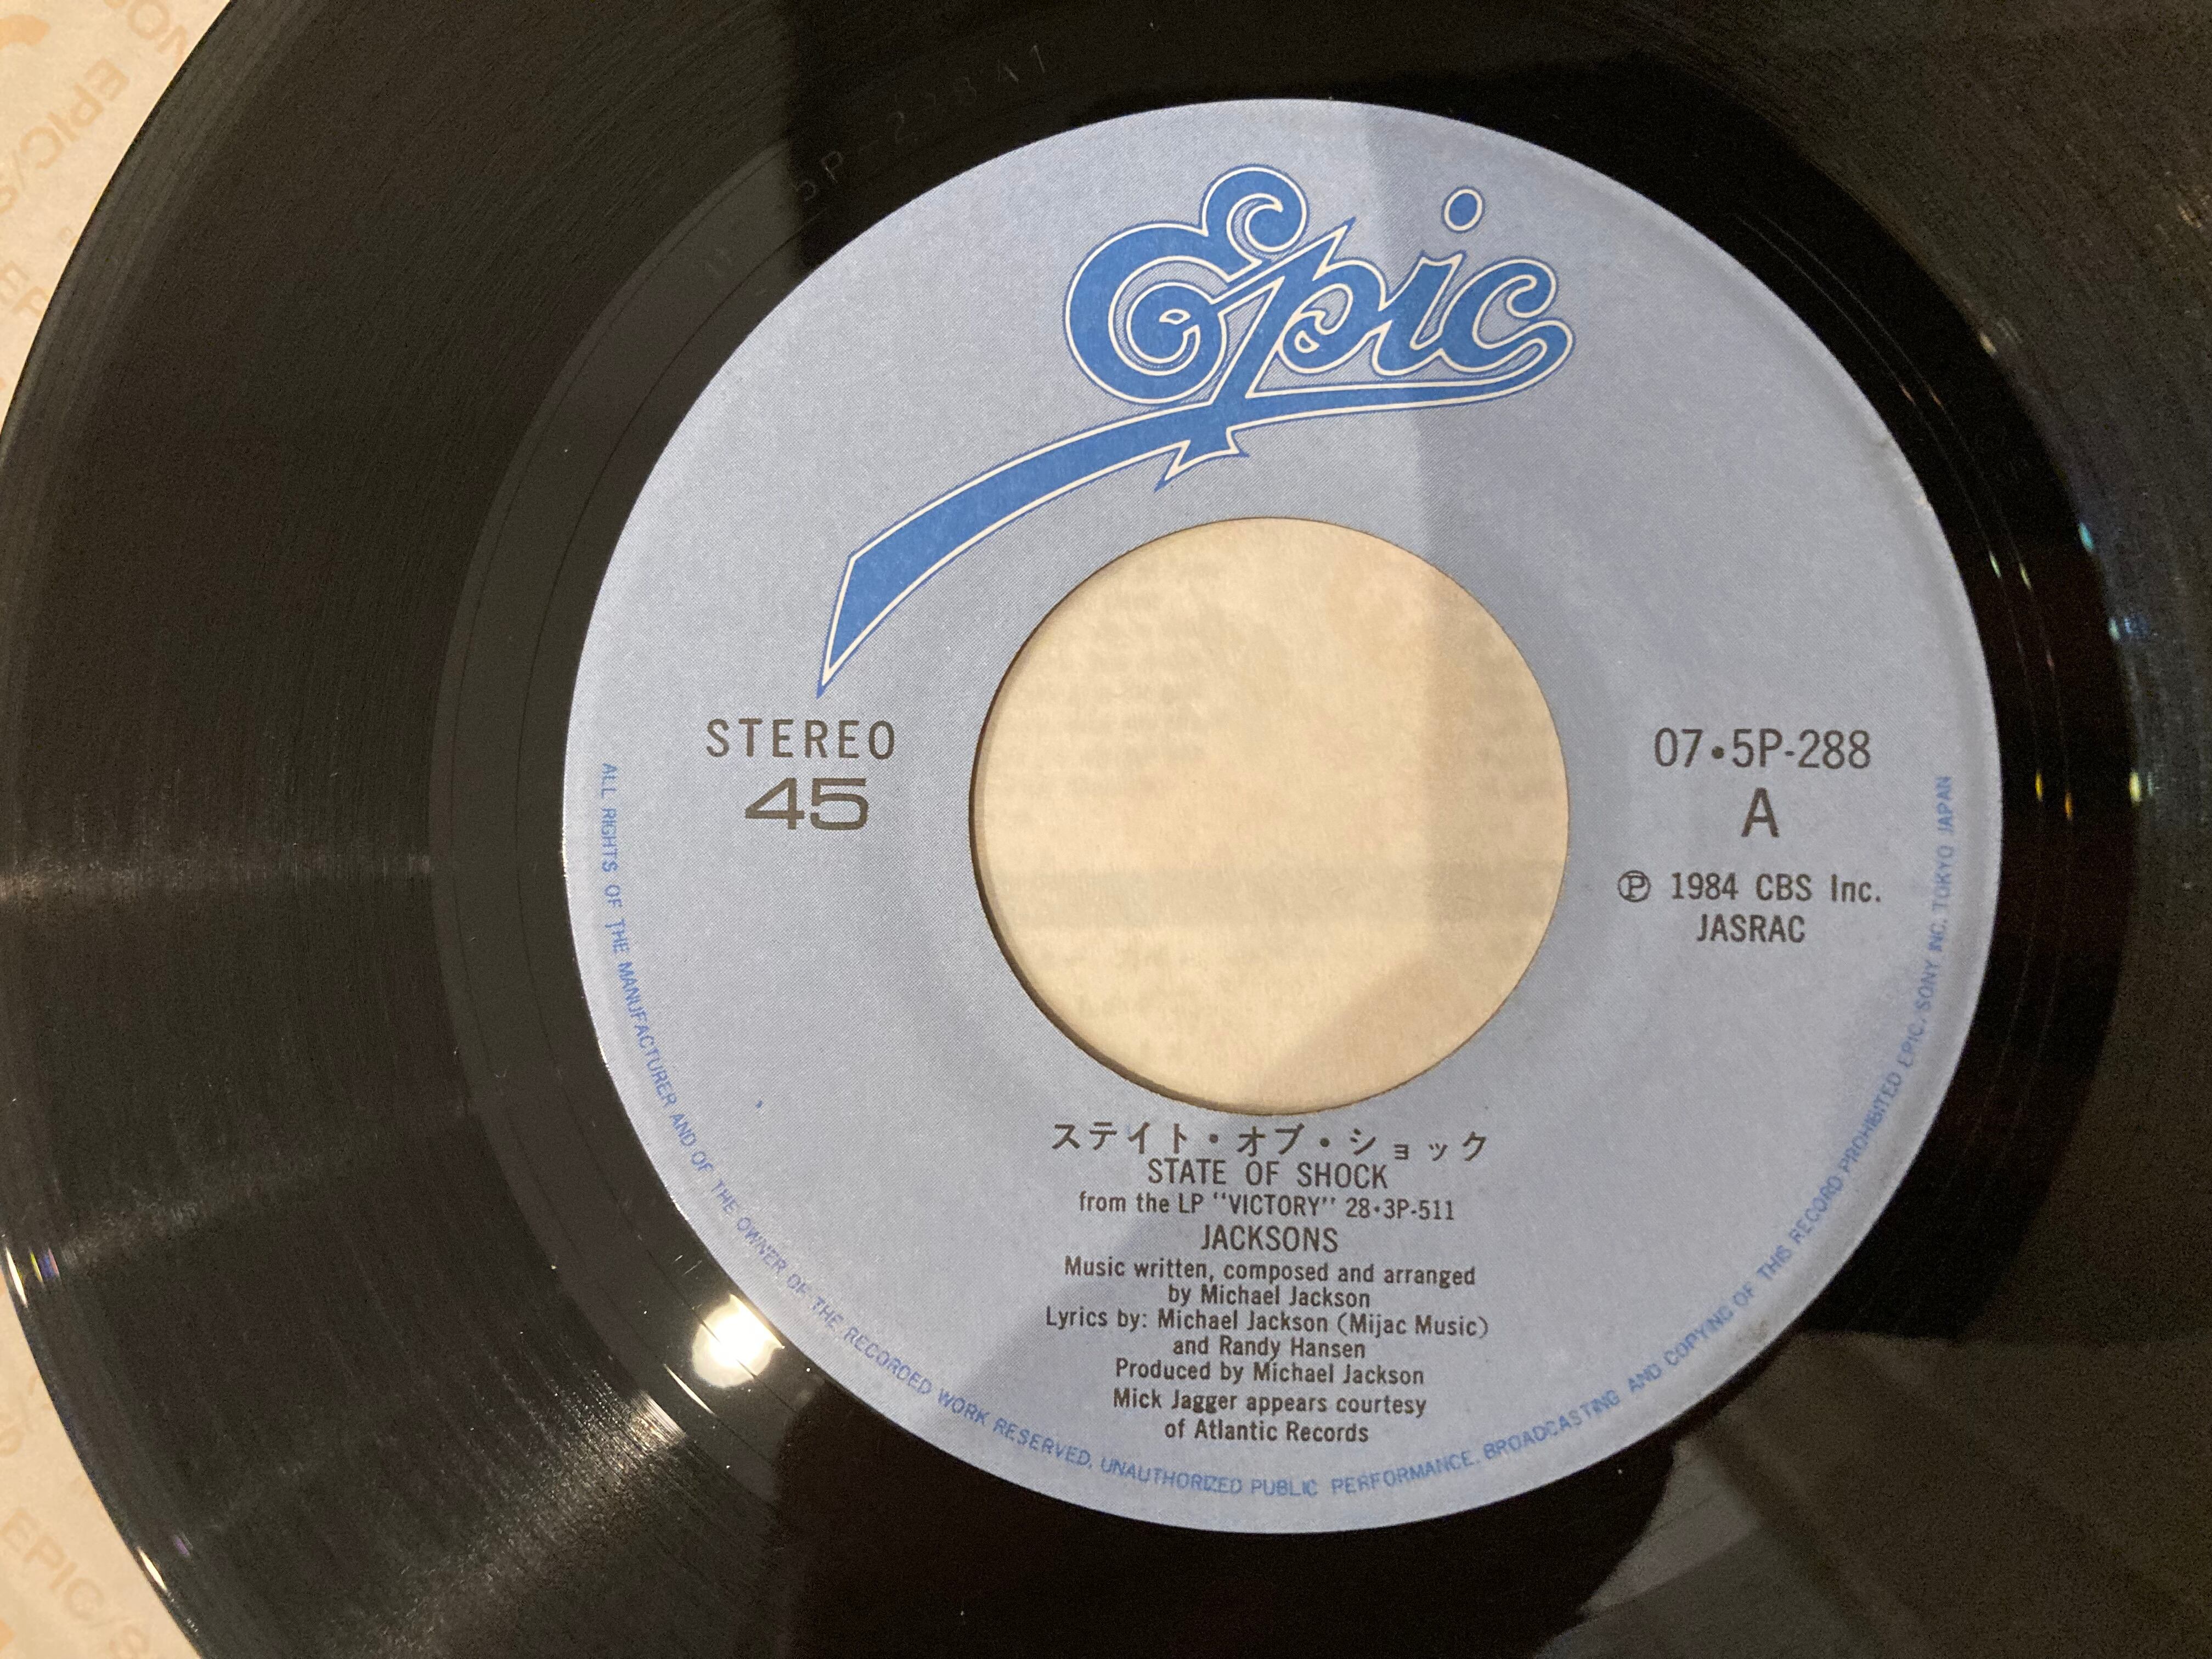 Epic
STEREO
45
07・5P-288
A
Ⓟ 1984 CBS Inc.
JASRAC
ステイト・オブ・ショック
STATE OF SHOCK
from the LP "VICTORY" 28・3P-511
JACKSONS
Music written, composed and arranged
by Michael Jackson
Lyrics by: Michael Jackson (Mijac Music)
and Randy Hansen
Produced by Michael Jackson
Mick Jagger appears courtesy
of Atlantic Records
ALL RIGHTS OF THE MANUFACTURER AND OF THE OWNER OF THE RECORDED WORK RESERVED. UNAUTHORIZED PUBLIC PERFORMANCE. BROADCASTING AND COPYING OF THIS RECORD PROHIBITED EPIC. SONY INC. TOKYO JAPAN
EPIC/S
EPIC/S